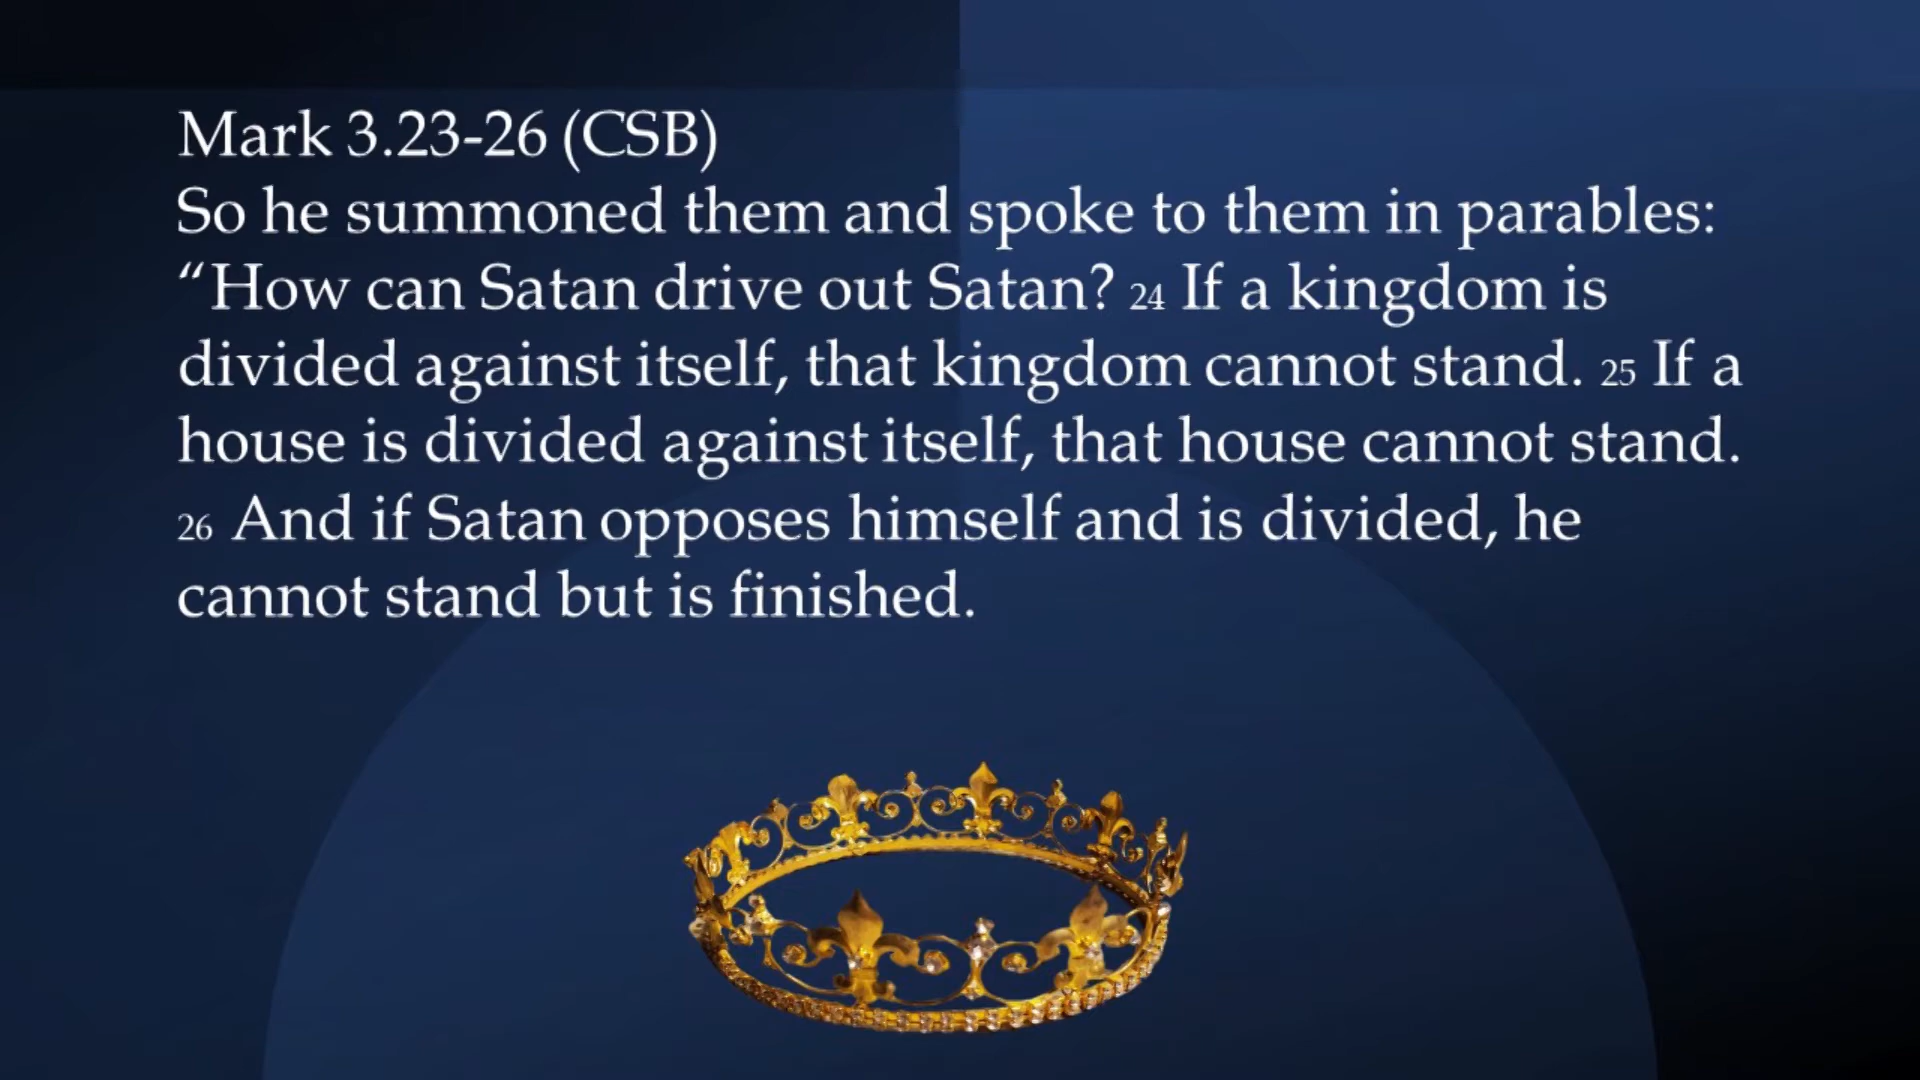 Mark 3.23-26 (CSB)
So he summoned them and spoke to them in parables:
“How can Satan drive out Satan? 24 If a kingdom is
divided against itself, that kingdom cannot stand. 25 If a
house is divided against itself, that house cannot stand.
26 And if Satan opposes himself and is divided, he
cannot stand but is finished.